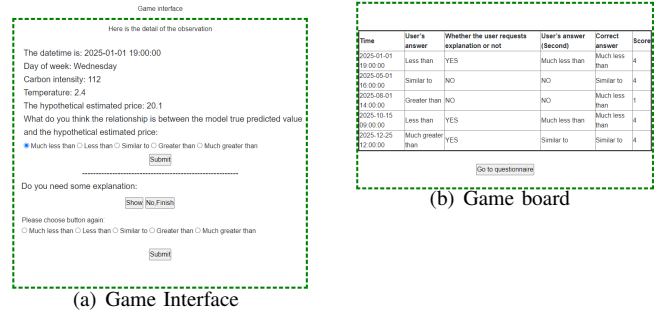 Game interface
Here is the detail of the observation
The datetime is: 2025-01-01 19:00:00
Day of week: Wednesday
Carbon intensity: 112
Temperature: 2.4
The hypothetical estimated price: 20.1
What do you think the relationship is between the model true predicted value
and the hypothetical estimated price:
Much less than Less than Similar to Greater than Much greater than
Submit
Do you need some explanation:
Show No,Finish
Please choose button again:
Much less than Less than Similar to Greater than Much greater than
Submit
(a) Game Interface
Time User's answer Whether the user requests explanation or not User's answer (Second) Correct answer Score
2025-01-01 19:00:00 Less than YES Much less than Much less than 4
2025-05-01 16:00:00 Similar to NO NO Similar to 4
2025-08-01 14:00:00 Greater than NO NO Much less than 1
2025-10-15 09:00:00 Less than YES Much less than Much less than 4
2025-12-25 12:00:00 Much greater than YES Similar to Similar to 4
Go to questionnaire
(b) Game board